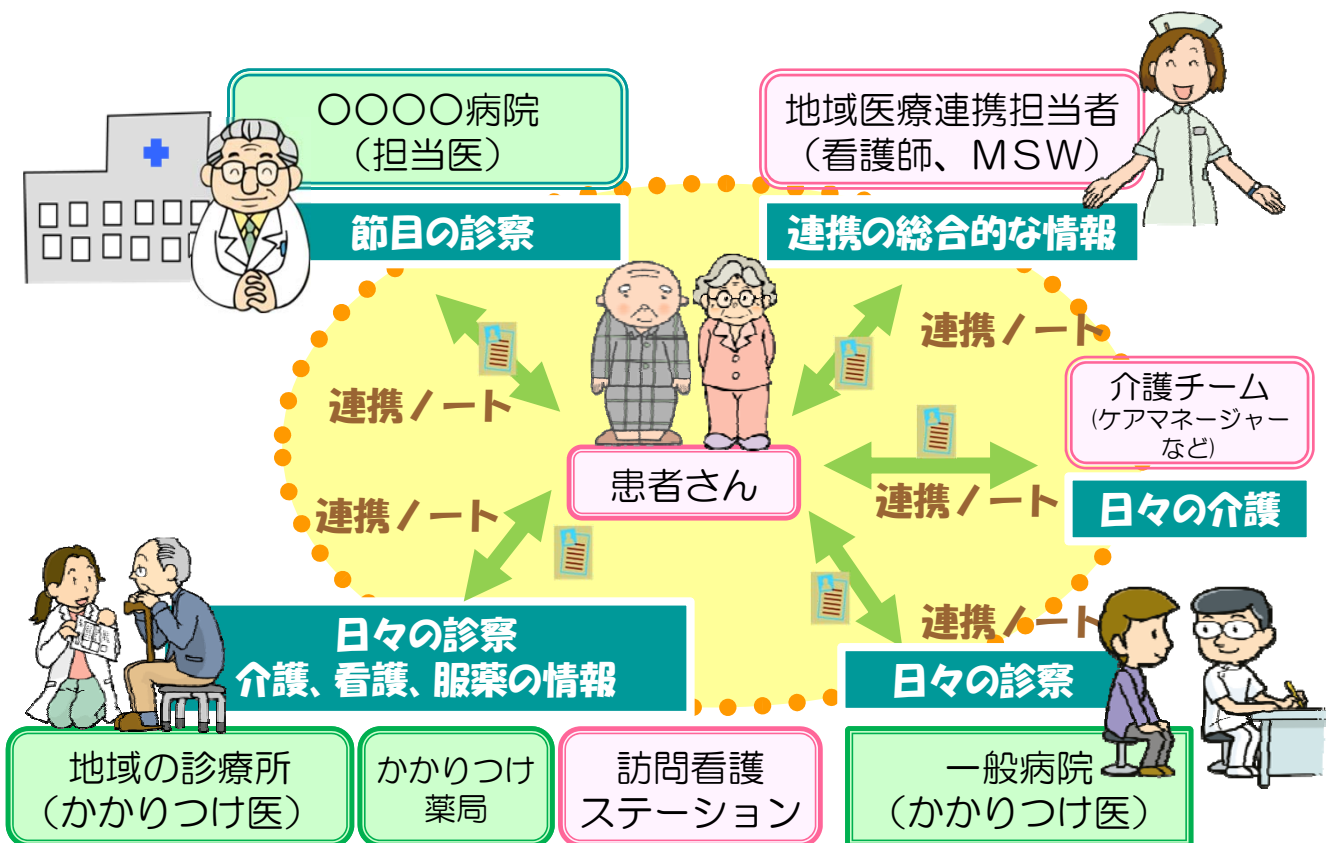 〇〇〇〇病院
（担当医）
地域医療連携担当者
（看護師、ＭＳＷ）
節目の診察
連携の総合的な情報
連携ノート
連携ノート
介護チーム
(ケアマネージャー
など)
患者さん
連携ノート
連携ノート
日々の介護
連携ノート
日々の診察
介護、看護、服薬の情報
日々の診察
地域の診療所
（かかりつけ医）
かかりつけ
薬局
訪問看護
ステーション
一般病院
（かかりつけ医）